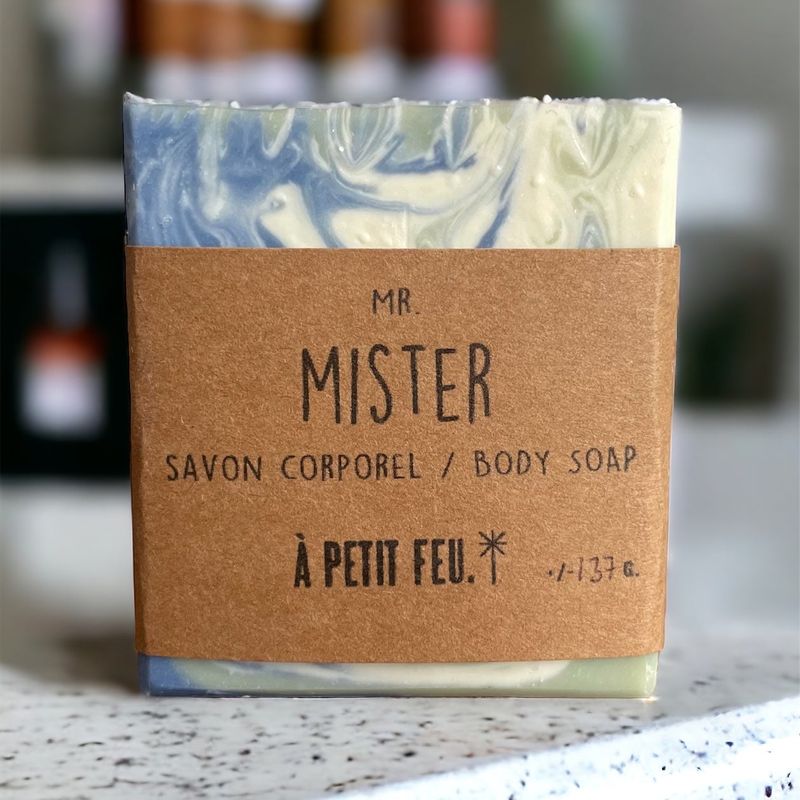 MR.
MISTER
SAVON CORPOREL / BODY SOAP
À PETIT FEU.
+/-137 G.